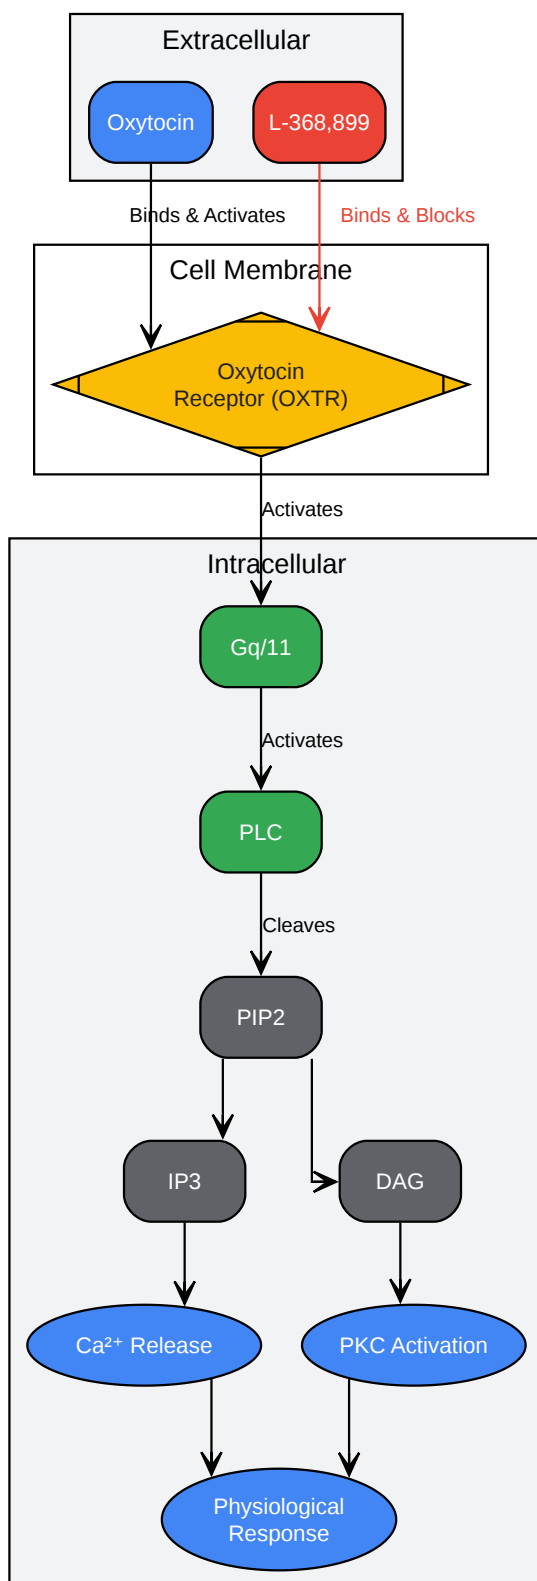 Extracellular
Oxytocin
L-368,899
Binds & Activates
Binds & Blocks
Cell Membrane
Oxytocin
Receptor (OXTR)
Activates
Intracellular
Gq/11
Activates
PLC
Cleaves
PIP2
IP3
DAG
Ca²⁺ Release
PKC Activation
Physiological
Response